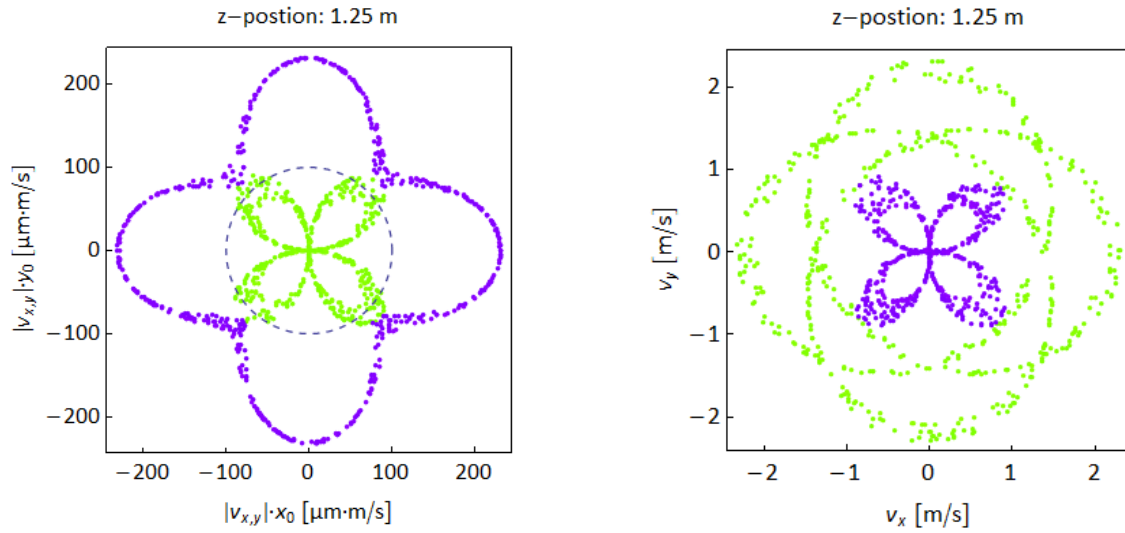 z−postion: 1.25 m
|v_{x,y}|·y_0 [μm·m/s]
200
100
0
−100
−200
−200 −100 0 100 200
|v_{x,y}|·x_0 [μm·m/s]
z−postion: 1.25 m
v_y [m/s]
2
1
0
−1
−2
−2 −1 0 1 2
v_x [m/s]